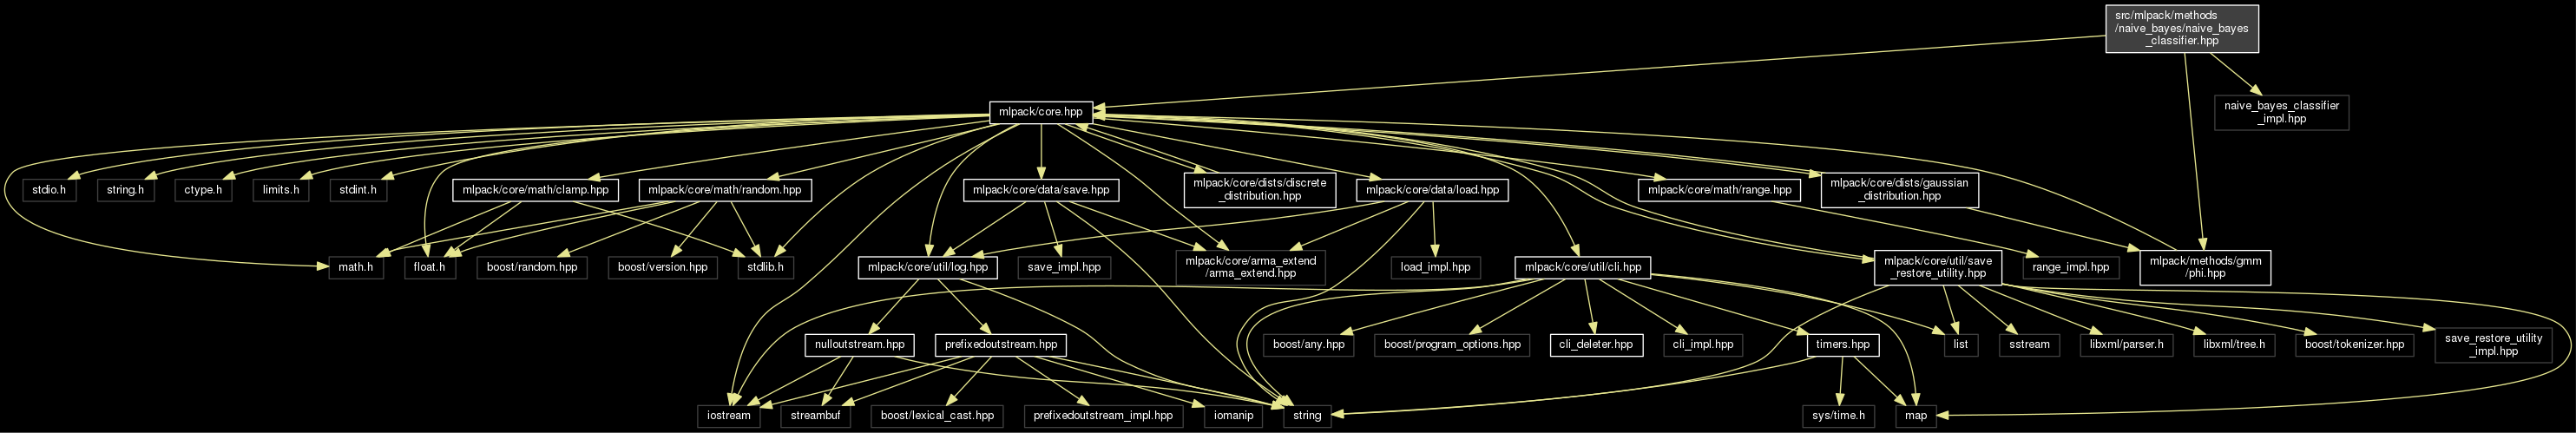 src/mlpack/methods
/naive_bayes/naive_bayes
_classifier.hpp
mlpack/core.hpp
naive_bayes_classifier
_impl.hpp
stdio.h
string.h
ctype.h
limits.h
stdint.h
mlpack/core/math/clamp.hpp
mlpack/core/math/random.hpp
mlpack/core/data/save.hpp
mlpack/core/dists/discrete
_distribution.hpp
mlpack/core/data/load.hpp
mlpack/core/math/range.hpp
mlpack/core/dists/gaussian
_distribution.hpp
math.h
float.h
boost/random.hpp
boost/version.hpp
stdlib.h
mlpack/core/util/log.hpp
save_impl.hpp
mlpack/core/arma_extend
/arma_extend.hpp
load_impl.hpp
mlpack/core/util/cli.hpp
mlpack/core/util/save
_restore_utility.hpp
range_impl.hpp
mlpack/methods/gmm
/phi.hpp
nulloutstream.hpp
prefixedoutstream.hpp
boost/any.hpp
boost/program_options.hpp
cli_deleter.hpp
cli_impl.hpp
timers.hpp
list
sstream
libxml/parser.h
libxml/tree.h
boost/tokenizer.hpp
save_restore_utility
_impl.hpp
iostream
streambuf
boost/lexical_cast.hpp
prefixedoutstream_impl.hpp
iomanip
string
sys/time.h
map